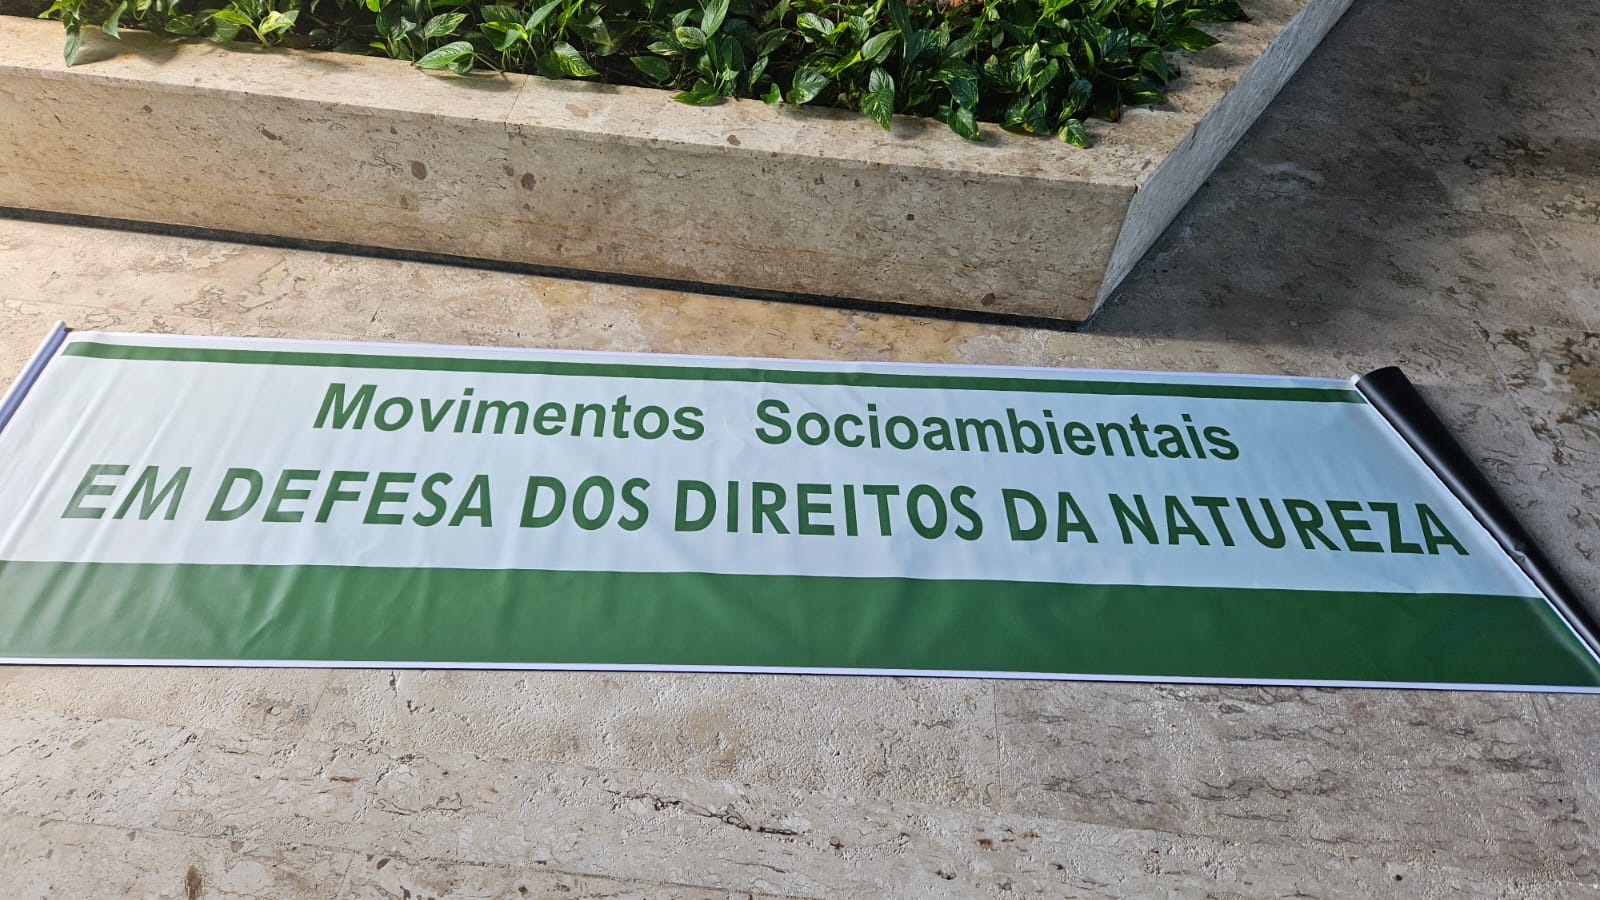 Movimentos Socioambientais
EM DEFESA DOS DIREITOS DA NATUREZA